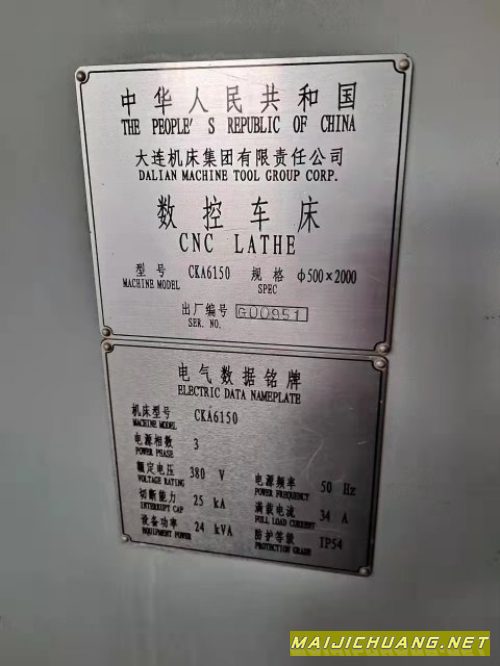 中华人民共和国
THE PEOPLE'S REPUBLIC OF CHINA
大连机床集团有限责任公司
DALIAN MACHINE TOOL GROUP CORP.
数控车床
CNC LATHE
型号 CKA6150 规格 φ500×2000
MACHINE MODEL SPEC
出厂编号 G00951
SER. NO.
电气数据铭牌
ELECTRIC DATA NAMEPLATE
机床型号 CKA6150
MACHINE MODEL
电源相数 3
POWER PHASE
额定电压 380 V 电源频率 50 Hz
VOLTAGE RATING POWER FREQUENCY
切断能力 25 kA 满载电流 34 A
INTERRUPT CAP FULL LOAD CURRENT
设备功率 24 kVA 防护等级 IP54
EQUIPMENT POWER PROTECTION GRADE
MAIJICHUANG.NET